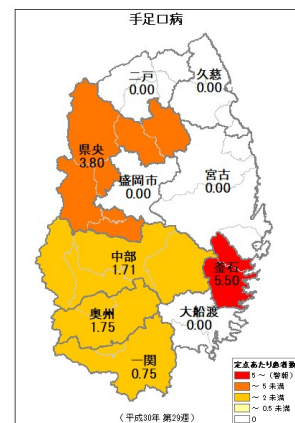 手足口病
二戸
0.00
久慈
0.00
県央
3.80
盛岡市
0.00
宮古
0.00
中部
1.71
釜石
5.50
奥州
1.75
大船渡
0.00
一関
0.75
定点あたり患者数
5 ~ (警報)
~ 5 未満
~ 2 未満
~ 0.5 未満
0
(平成30年 第29週)